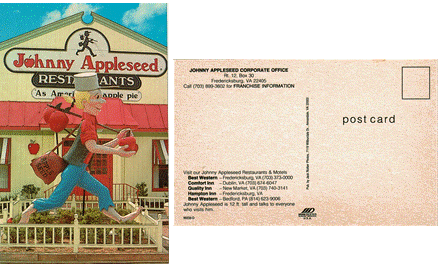 Johnny Appleseed
RESTAURANTS
As American as apple pie
JOHNNY APPLESEED CORPORATE OFFICE
Rt. 12, Box 30
Fredericksburg, VA 22405
Call (703) 899-3602 for FRANCHISE INFORMATION
post card
Visit our Johnny Appleseed Restaurants & Motels
Best Western – Fredericksburg, VA (703) 373-0000
Comfort Inn – Dublin, VA (703) 674-6047
Quality Inn – New Market, VA (703) 740-3141
Hampton Inn – Fredericksburg, VA
Best Western – Bedford, PA (814) 623-9006
Johnny Appleseed is 12 ft. tall and talks to everyone
who visits him.